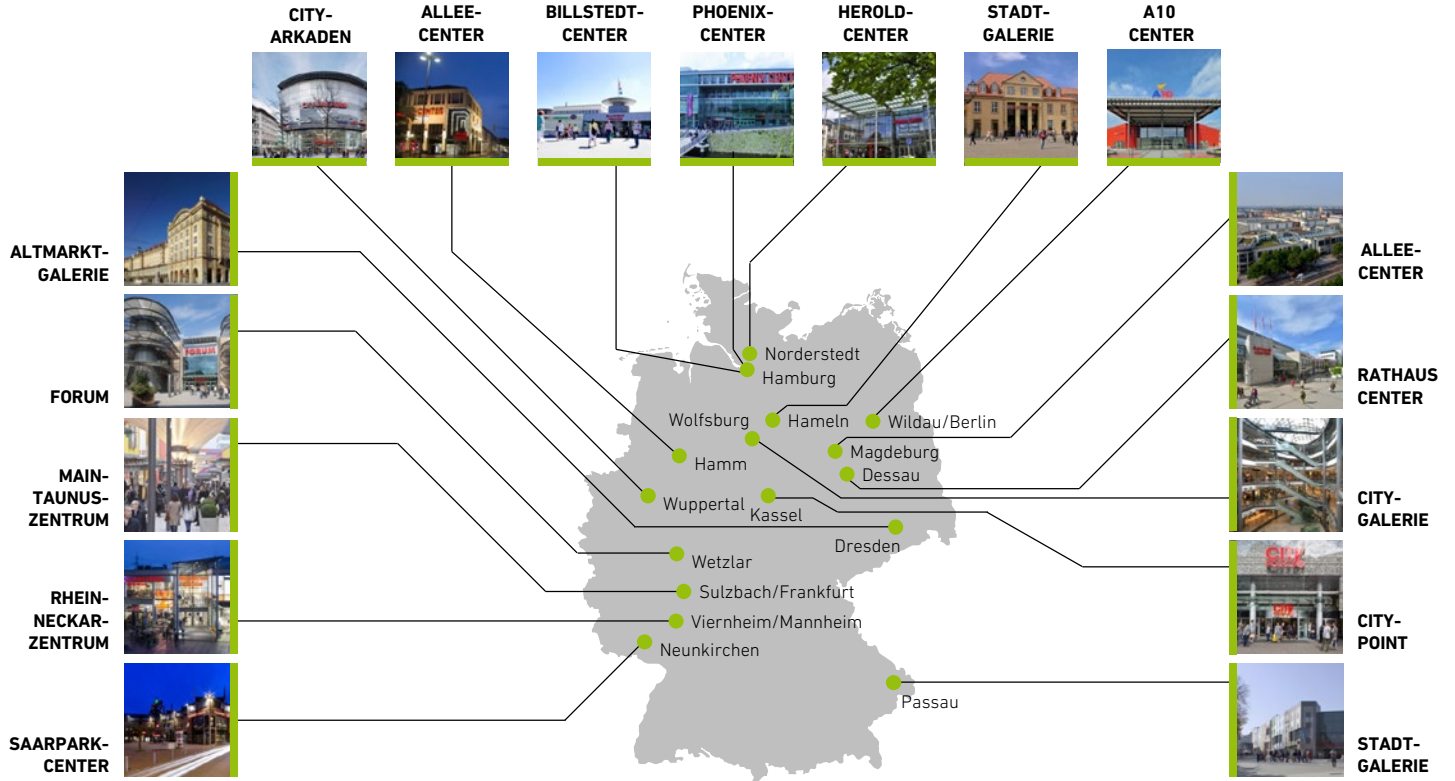 CITY-
ARKADEN
ALLEE-
CENTER
BILLSTEDT-
CENTER
PHOENIX-
CENTER
HEROLD-
CENTER
STADT-
GALERIE
A10
CENTER
ALTMARKT-
GALERIE
FORUM
MAIN-
TAUNUS-
ZENTRUM
RHEIN-
NECKAR-
ZENTRUM
SAARPARK-
CENTER
FORUM
Norderstedt
Hamburg
Wolfsburg
Hameln
Wildau/Berlin
Magdeburg
Hamm
Dessau
Wuppertal
Kassel
Dresden
Wetzlar
Sulzbach/Frankfurt
Viernheim/Mannheim
Neunkirchen
Passau
ALLEE-
CENTER
RATHAUS
CENTER
CITY-
GALERIE
CITY-
POINT
STADT-
GALERIE